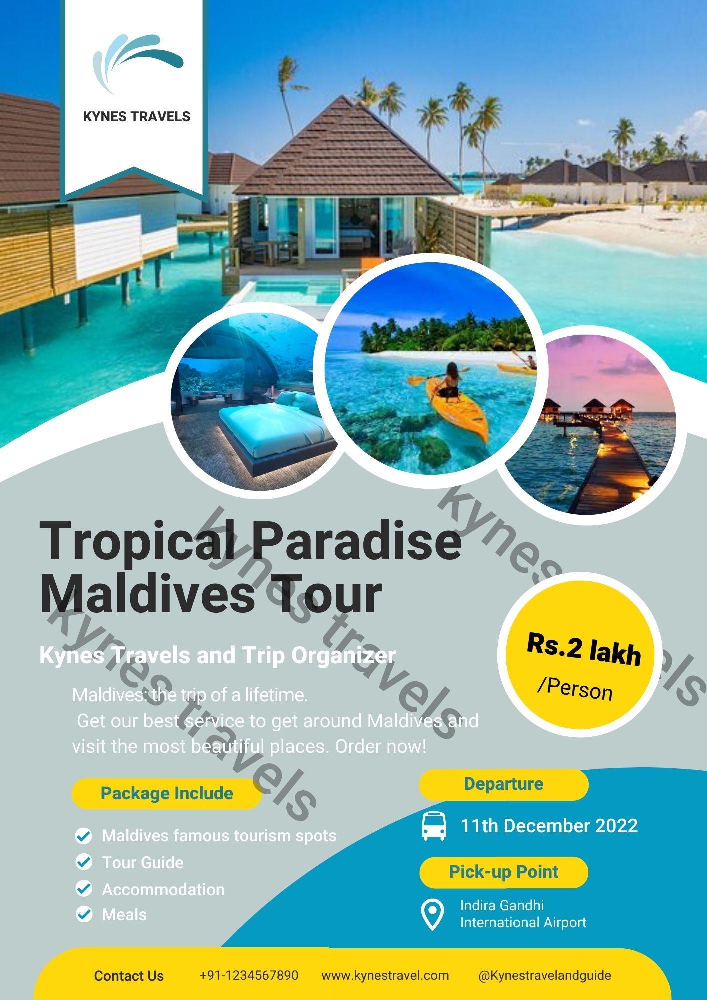 KYNES TRAVELS
Tropical Paradise
Maldives Tour
Kynes Travels and Trip Organizer
Maldives: the trip of a lifetime.
Get our best service to get around Maldives and
visit the most beautiful places. Order now!
Rs.2 lakh
/Person
Package Include
Maldives famous tourism spots
Tour Guide
Accommodation
Meals
Departure
11th December 2022
Pick-up Point
Indira Gandhi
International Airport
Contact Us +91-1234567890 www.kynestravel.com @Kynestravelandguide
kynes travels
kynes travels
kynes els